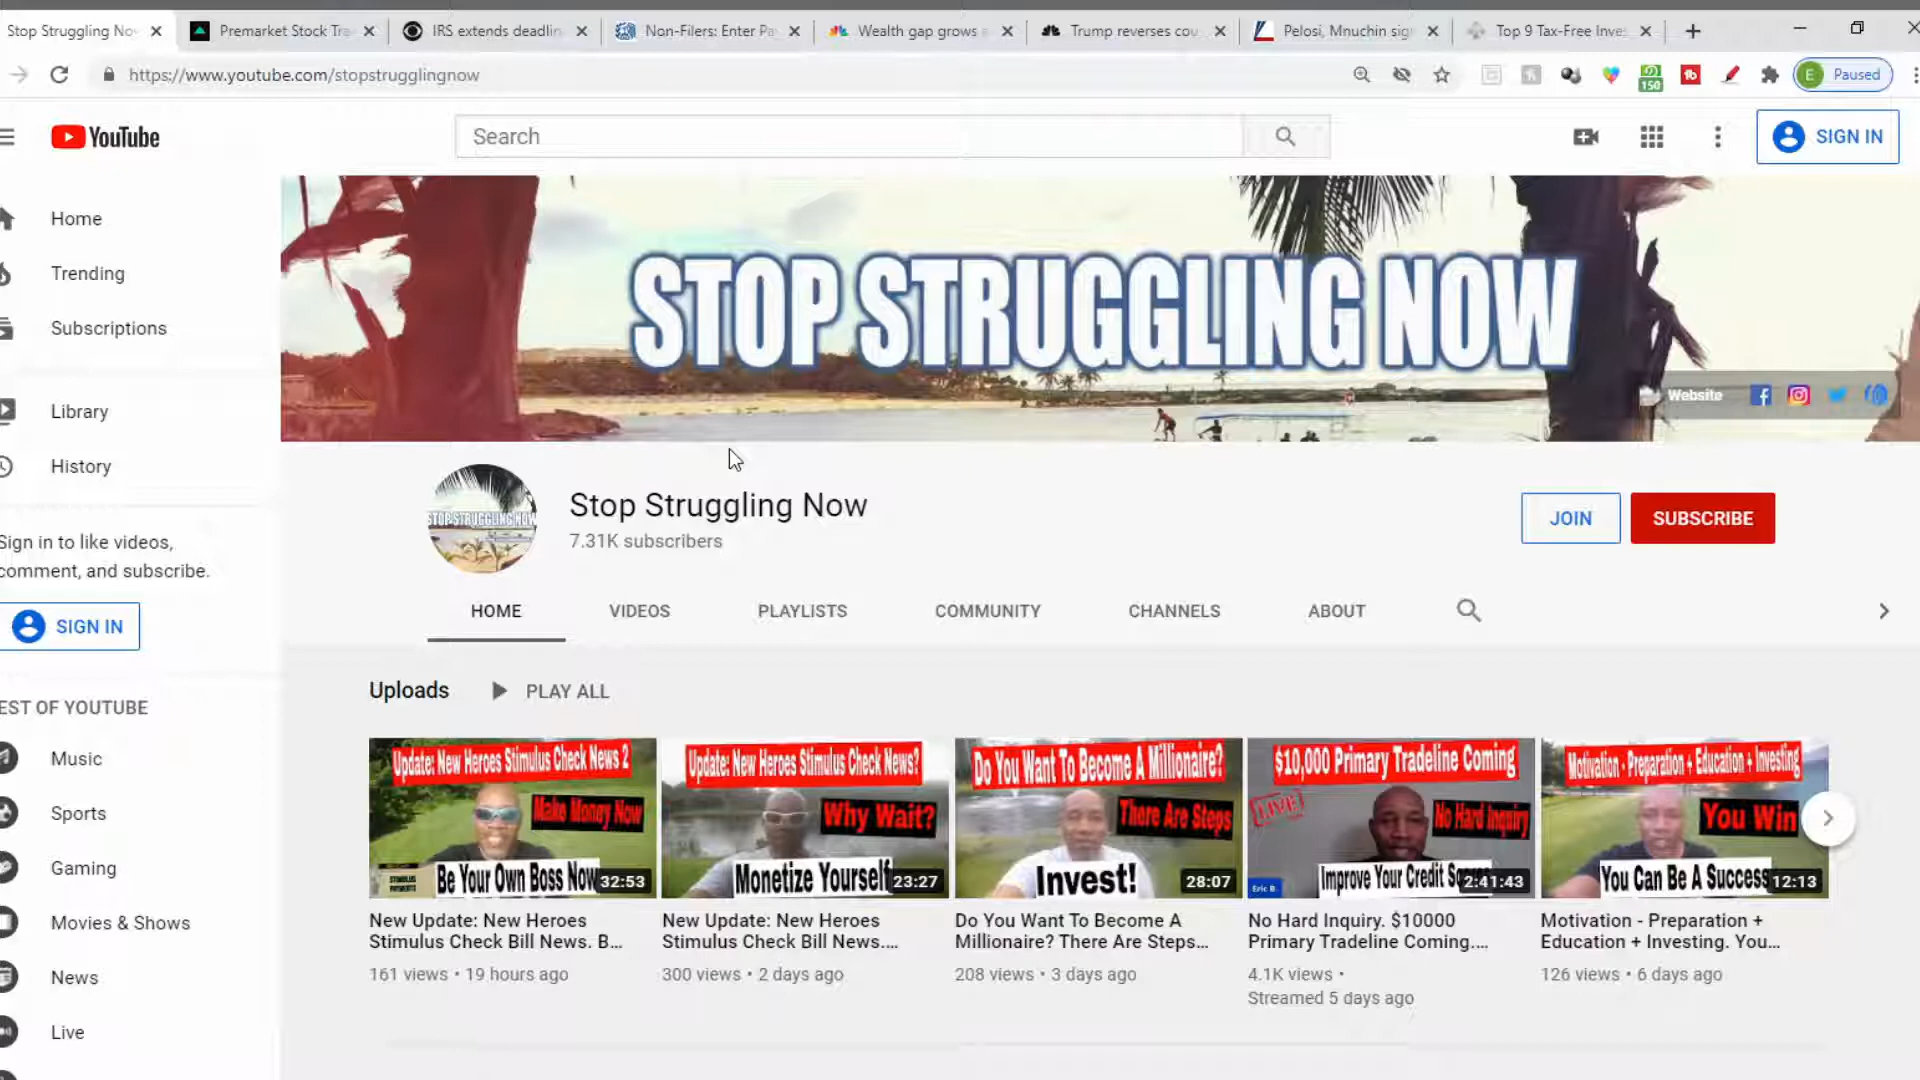 Stop Struggling No
Premarket Stock Tra
IRS extends deadlin
Non-Filers: Enter Pa
Wealth gap grows a
Trump reverses cou
Pelosi, Mnuchin sig
Top 9 Tax-Free Inve
https://www.youtube.com/stopstrugglingnow
150
E
Paused
YouTube
Search
SIGN IN
Home
Trending
Subscriptions
Library
History
Sign in to like videos,
comment, and subscribe.
SIGN IN
EST OF YOUTUBE
Music
Sports
Gaming
Movies & Shows
News
Live
STOP STRUGGLING NOW
Website
STOP STRUGGLING NOW
Stop Struggling Now
7.31K subscribers
JOIN
SUBSCRIBE
HOME
VIDEOS
PLAYLISTS
COMMUNITY
CHANNELS
ABOUT
Uploads
PLAY ALL
Update: New Heroes Stimulus Check News 2
Make Money Now
Be Your Own Boss Now
32:53
New Update: New Heroes
Stimulus Check Bill News. B...
161 views • 19 hours ago
Update: New Heroes Stimulus Check News?
Why Wait?
Monetize Yourself
23:27
New Update: New Heroes
Stimulus Check Bill News....
300 views • 2 days ago
Do You Want To Become A Millionaire?
There Are Steps
Invest!
28:07
Do You Want To Become A
Millionaire? There Are Steps...
208 views • 3 days ago
$10,000 Primary Tradeline Coming
LIVE
No Hard Inquiry
Eric B.
Improve Your Credit
2:41:43
No Hard Inquiry. $10000
Primary Tradeline Coming....
4.1K views •
Streamed 5 days ago
Motivation - Preparation + Education + Investing
You Win
You Can Be A Success
12:13
Motivation - Preparation +
Education + Investing. You...
126 views • 6 days ago